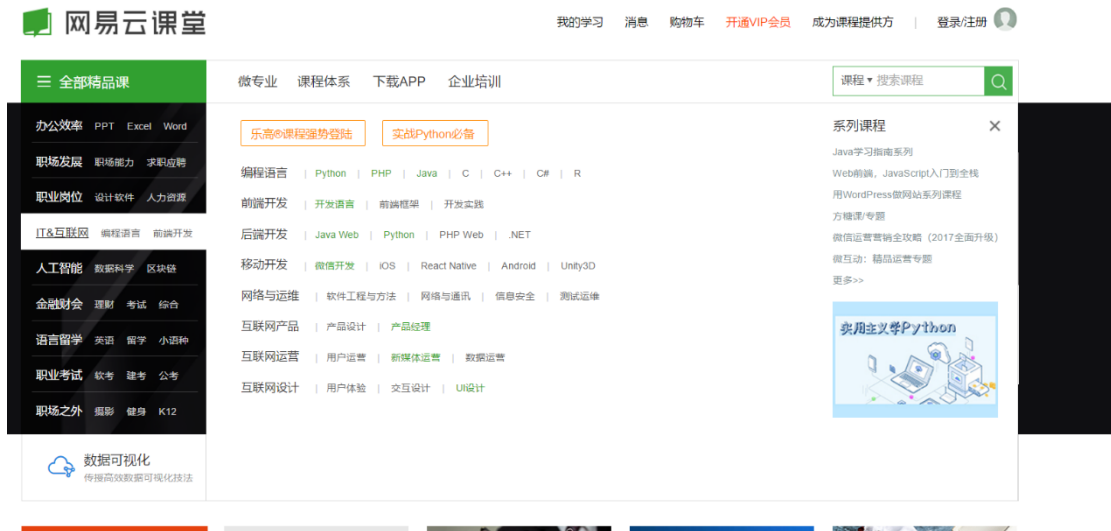 网易云课堂
我的学习 消息 购物车 开通VIP会员 成为课程提供方 | 登录/注册
全部精品课
微专业 课程体系 下载APP 企业培训
课程 搜索课程
办公效率 PPT Excel Word
职场发展 职场能力 求职应聘
职业岗位 设计软件 人力资源
IT&互联网 编程语言 前端开发
人工智能 数据科学 区块链
金融财会 理财 考试 综合
语言留学 英语 留学 小语种
职业考试 软考 建考 公考
职场之外 摄影 健身 K12
数据可视化
传授高效数据可视化技法
乐高®课程强势登陆 实战Python必备
编程语言 | Python | PHP | Java | C | C++ | C# | R
前端开发 | 开发语言 | 前端框架 | 开发实践
后端开发 | Java Web | Python | PHP Web | .NET
移动开发 | 微信开发 | iOS | React Native | Android | Unity3D
网络与运维 | 软件工程与方法 | 网络与通讯 | 信息安全 | 测试运维
互联网产品 | 产品设计 | 产品经理
互联网运营 | 用户运营 | 新媒体运营 | 数据运营
互联网设计 | 用户体验 | 交互设计 | UI设计
系列课程
Java学习指南系列
Web前端，JavaScript入门到全栈
用WordPress做网站系列课程
方糖课/专题
微信运营营销全攻略（2017全面升级）
微互动：精品运营专题
更多>>
实用主义学Python